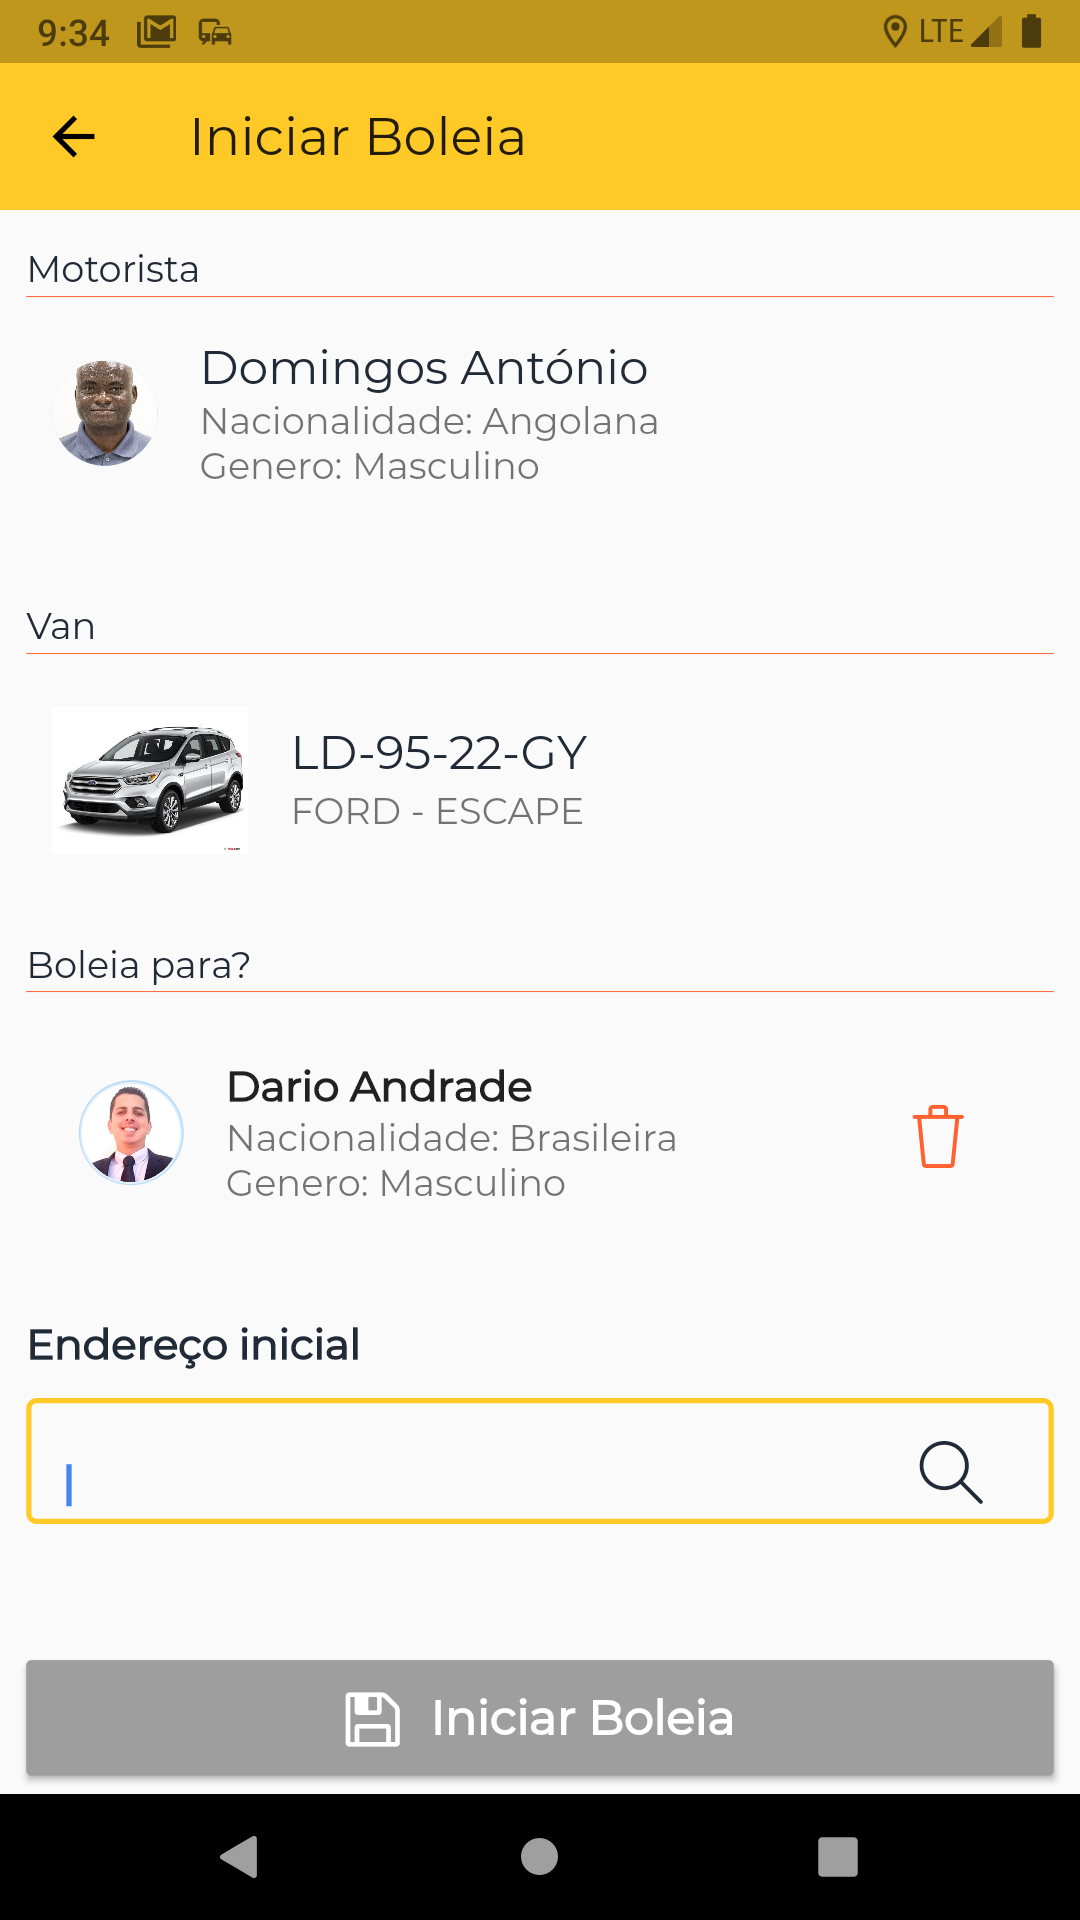 9:34 LTE
Iniciar Boleia
Motorista
Domingos António
Nacionalidade: Angolana
Genero: Masculino
Van
LD-95-22-GY
FORD - ESCAPE
Boleia para?
Dario Andrade
Nacionalidade: Brasileira
Genero: Masculino
Endereço inicial
Iniciar Boleia